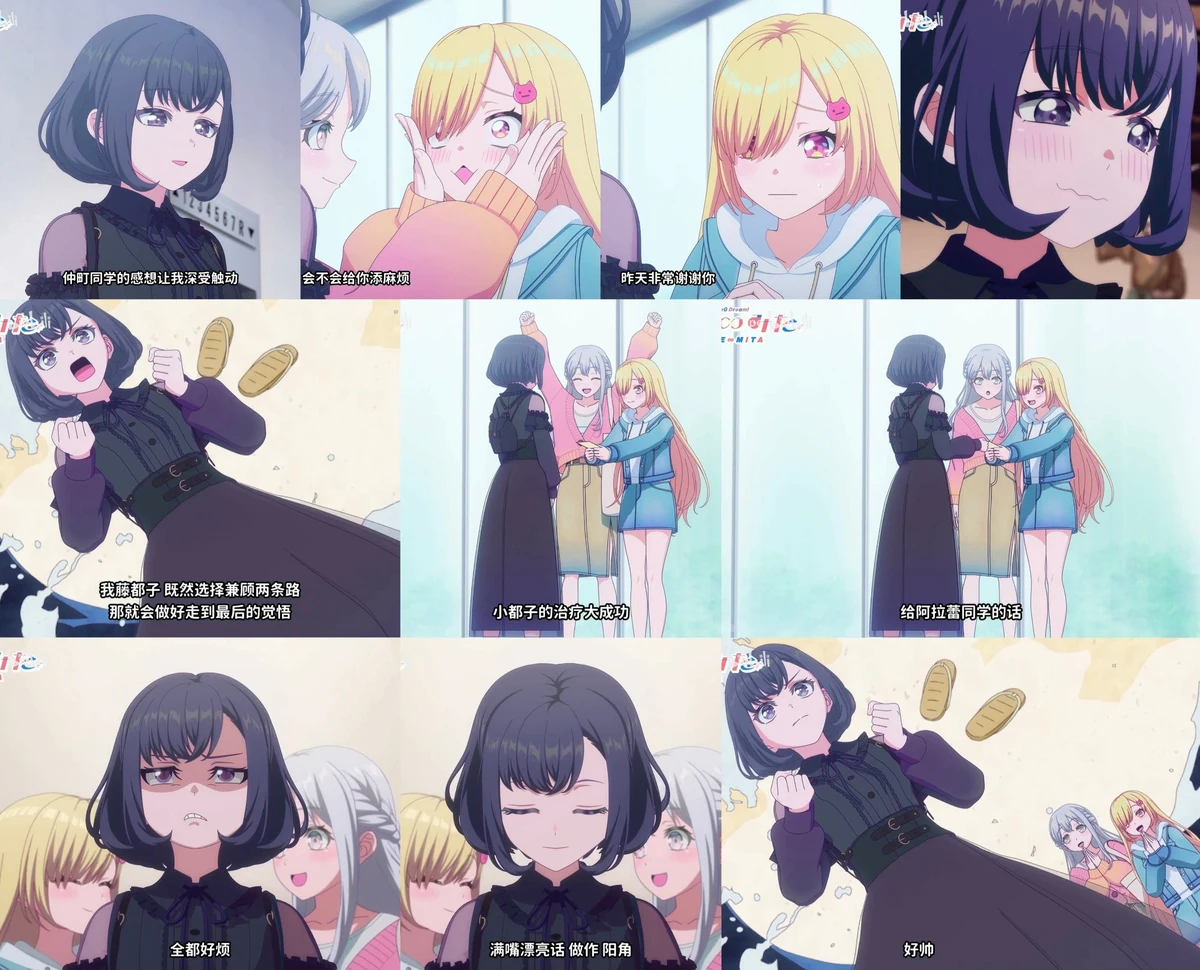 1234567R▼
仲町同学的感想让我深受触动
会不会给你添麻烦
昨天非常谢谢你
我藤都子 既然选择兼顾两条路
那就会做好走到最后的觉悟
小都子的治疗大成功
E∞MITA
给阿拉蕾同学的话
全都好烦
满嘴漂亮话 做作 阳角
好帅